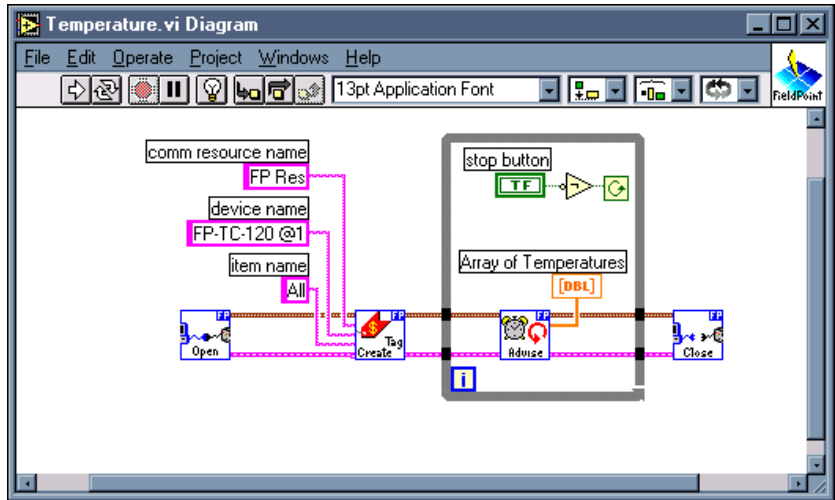 Temperature.vi Diagram
File Edit Operate Project Windows Help
13pt Application Font
FieldPoint
comm resource name
FP Res
device name
FP-TC-120 @1
item name
All
stop button
TF
Array of Temperatures
[DBL]
FP
Open
FP
$
Tag
Create
FP
Advise
FP
Close
i